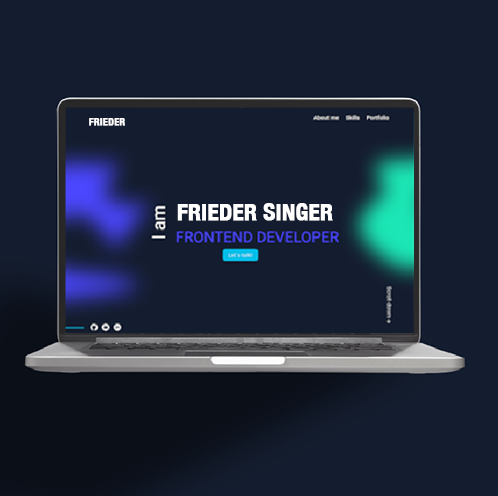 FRIEDER
About me Skills Portfolio
I am
FRIEDER SINGER
FRONTEND DEVELOPER
Let's talk!
Scroll down